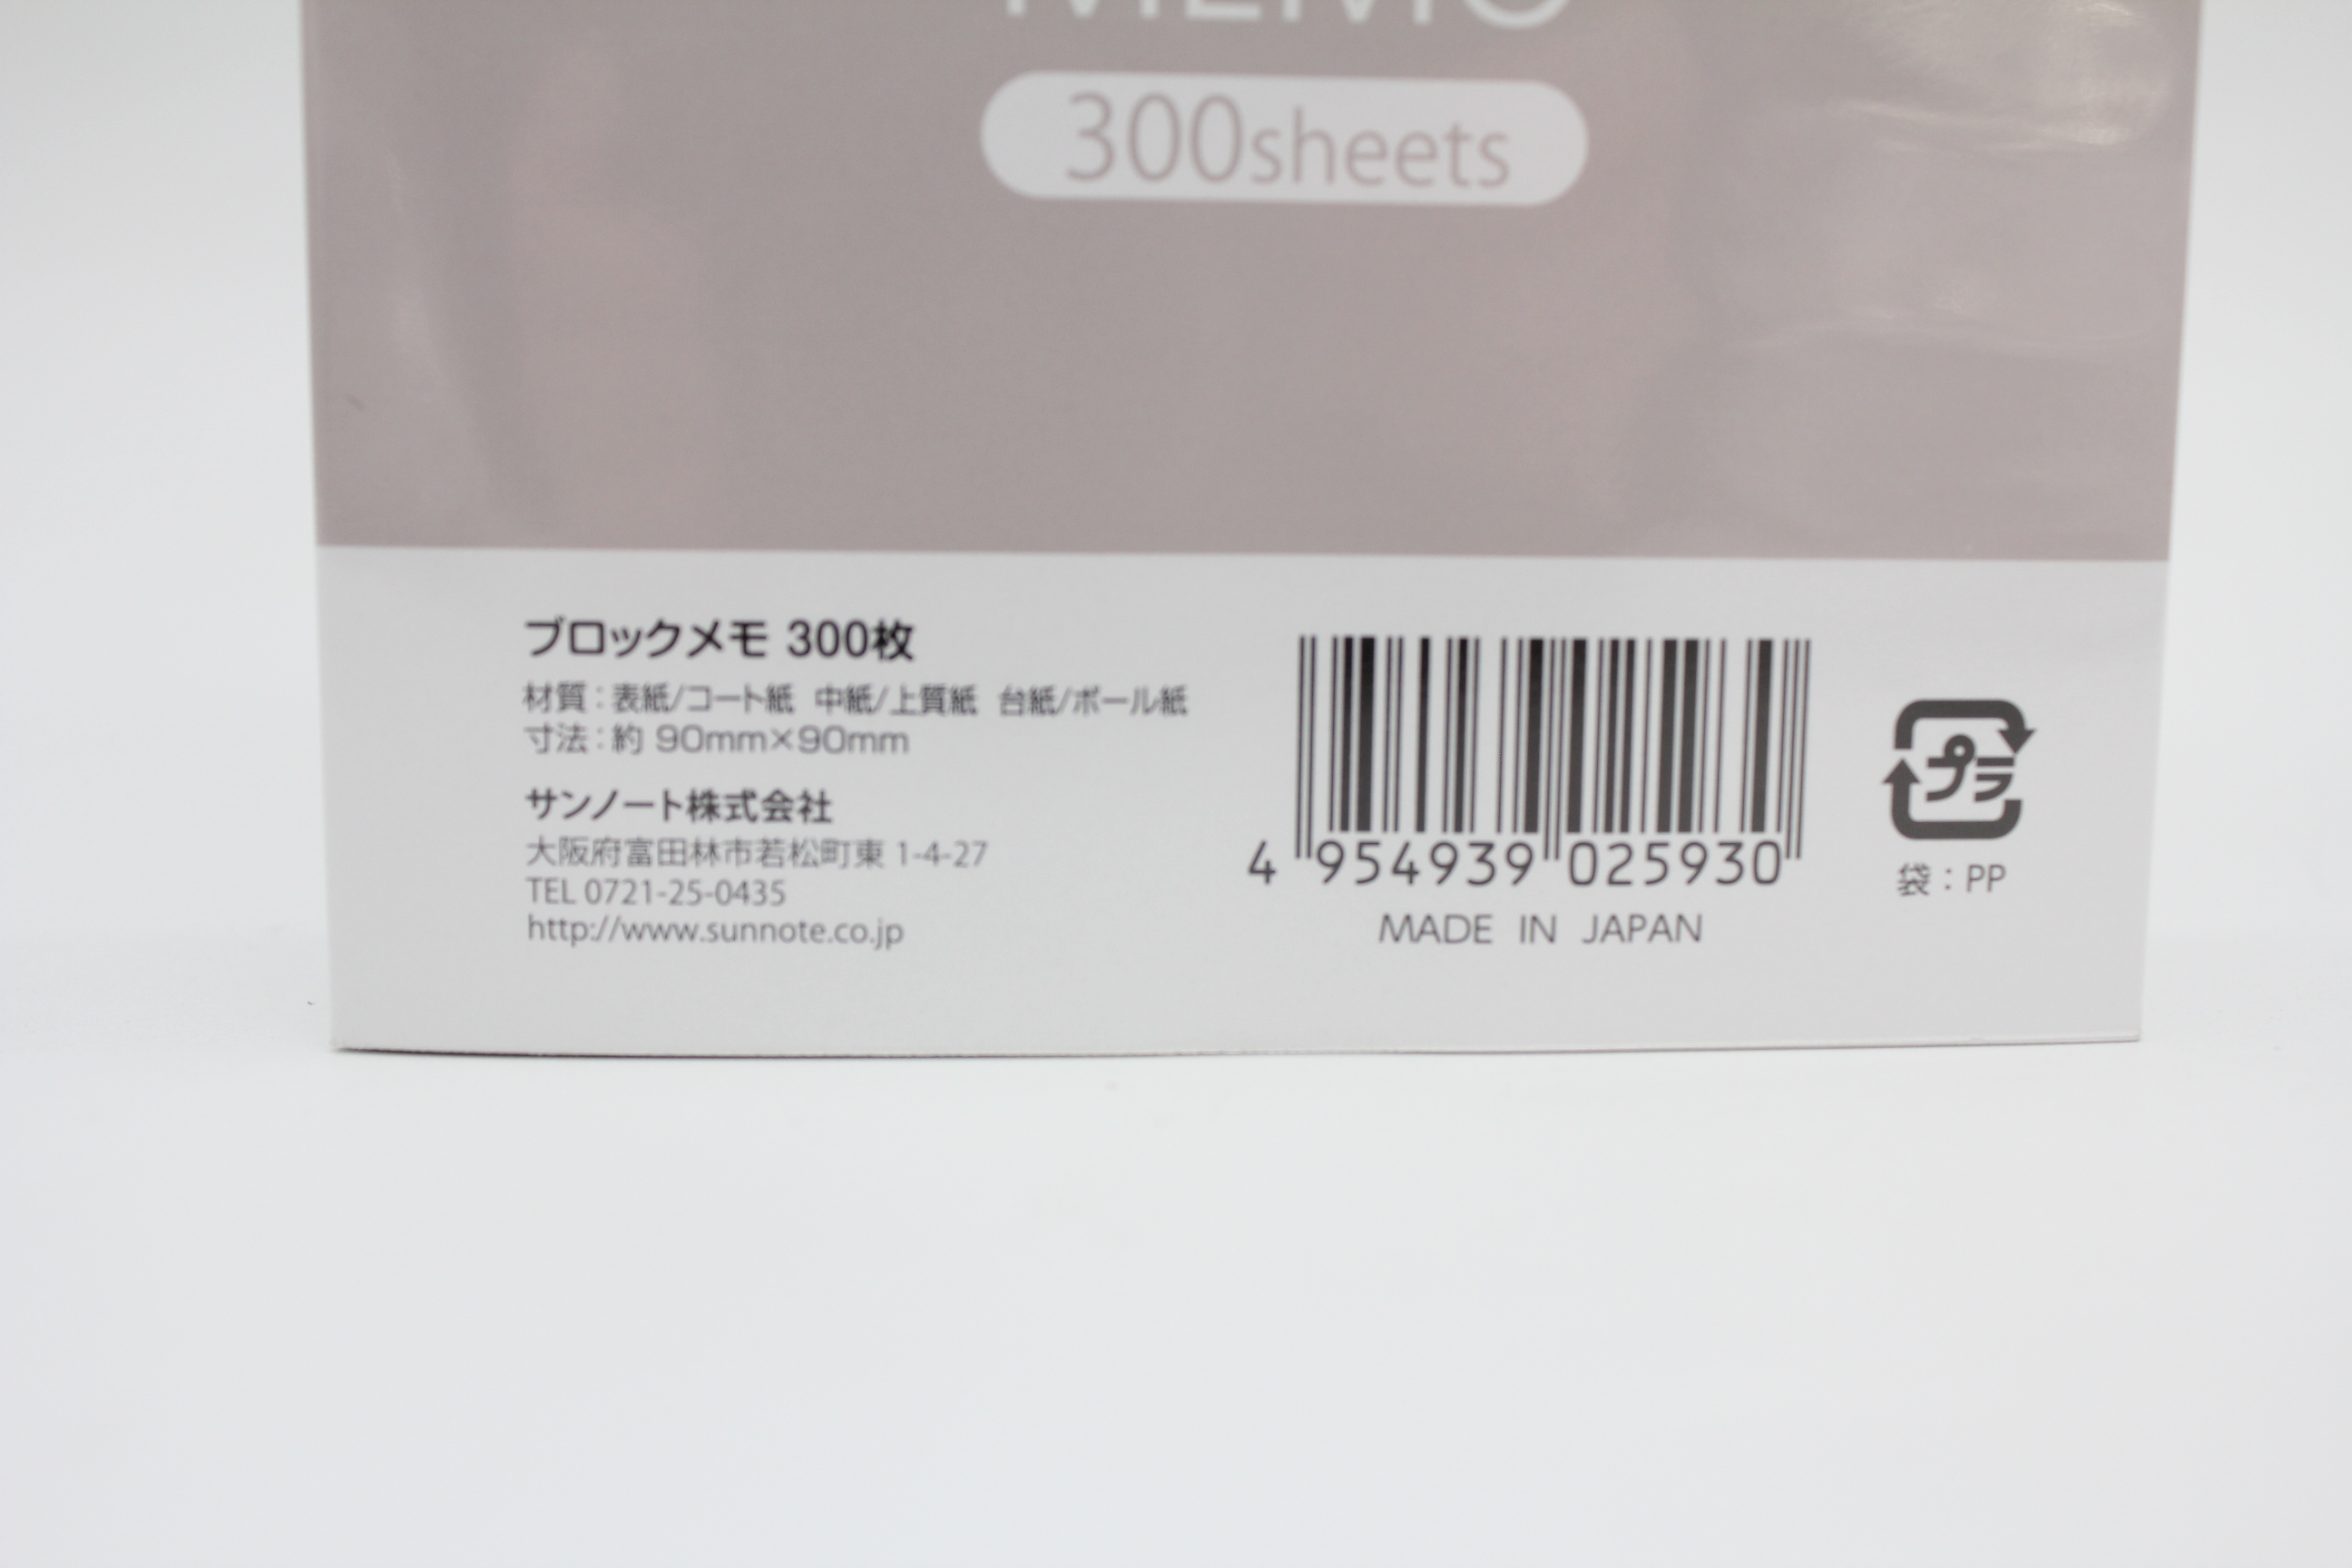 MEMO
300sheets
ブロックメモ 300枚
材質：表紙/コート紙 中紙/上質紙 台紙/ボール紙
寸法：約 90mm×90mm
サンノート株式会社
大阪府富田林市若松町東 1-4-27
TEL 0721-25-0435
http://www.sunnote.co.jp
4 954939 025930
MADE IN JAPAN
プラ
袋：PP